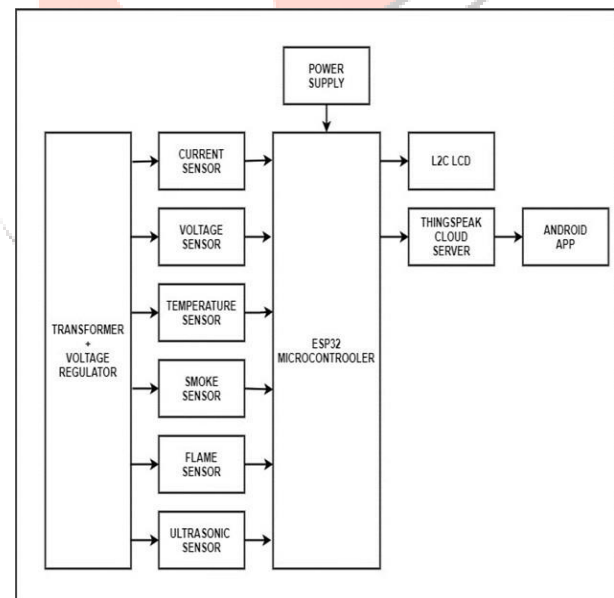 POWER
SUPPLY
TRANSFORMER
+
VOLTAGE
REGULATOR
CURRENT
SENSOR
VOLTAGE
SENSOR
TEMPERATURE
SENSOR
SMOKE
SENSOR
FLAME
SENSOR
ULTRASONIC
SENSOR
ESP32
MICROCONTROOLER
L2C LCD
THINGSPEAK
CLOUD
SERVER
ANDROID
APP